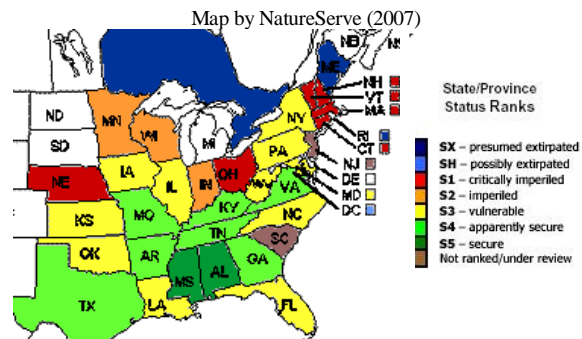 Map by NatureServe (2007)
NB
NS
ME
NH
VT
MA
State/Province
Status Ranks
ND
MN
WI
MI
NY
RI
CT
SD
PA
NJ
SX – presumed extirpated
NE
IA
IL
IN
OH
DE
SH – possibly extirpated
VA
MD
S1 – critically imperiled
KS
MO
KY
DC
S2 – imperiled
NC
S3 – vulnerable
OK
AR
TN
SC
S4 – apparently secure
MS
AL
GA
S5 – secure
TX
LA
FL
Not ranked/under review